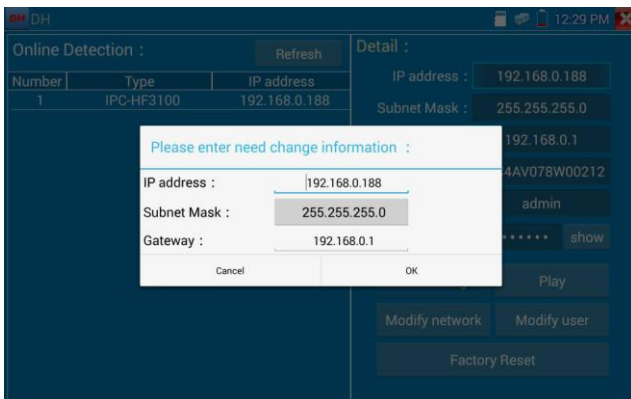 DH DH
12:29 PM X
Online Detection :
Refresh
Number Type IP address
1 IPC-HF3100 192.168.0.188
Detail :
IP address : 192.168.0.188
Subnet Mask : 255.255.255.0
192.168.0.1
4AV078W00212
admin
•••••• show
Play
Modify network Modify user
Factory Reset
Please enter need change information :
IP address : 192.168.0.188
Subnet Mask : 255.255.255.0
Gateway : 192.168.0.1
Cancel OK